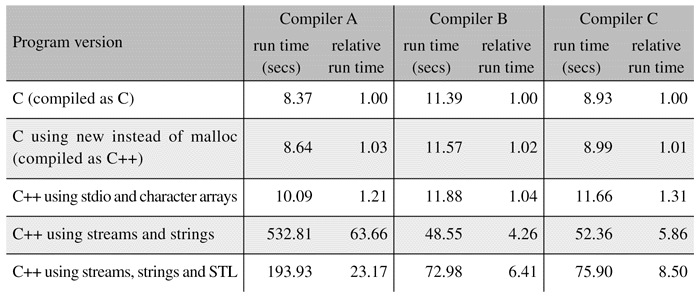 Compiler A Compiler B Compiler C
Program version
run time relative run time relative run time relative
(secs) run time (secs) run time (secs) run time
C (compiled as C) 8.37 1.00 11.39 1.00 8.93 1.00
C using new instead of malloc
(compiled as C++) 8.64 1.03 11.57 1.02 8.99 1.01
C++ using stdio and character arrays 10.09 1.21 11.88 1.04 11.66 1.31
C++ using streams and strings 532.81 63.66 48.55 4.26 52.36 5.86
C++ using streams, strings and STL 193.93 23.17 72.98 6.41 75.90 8.50